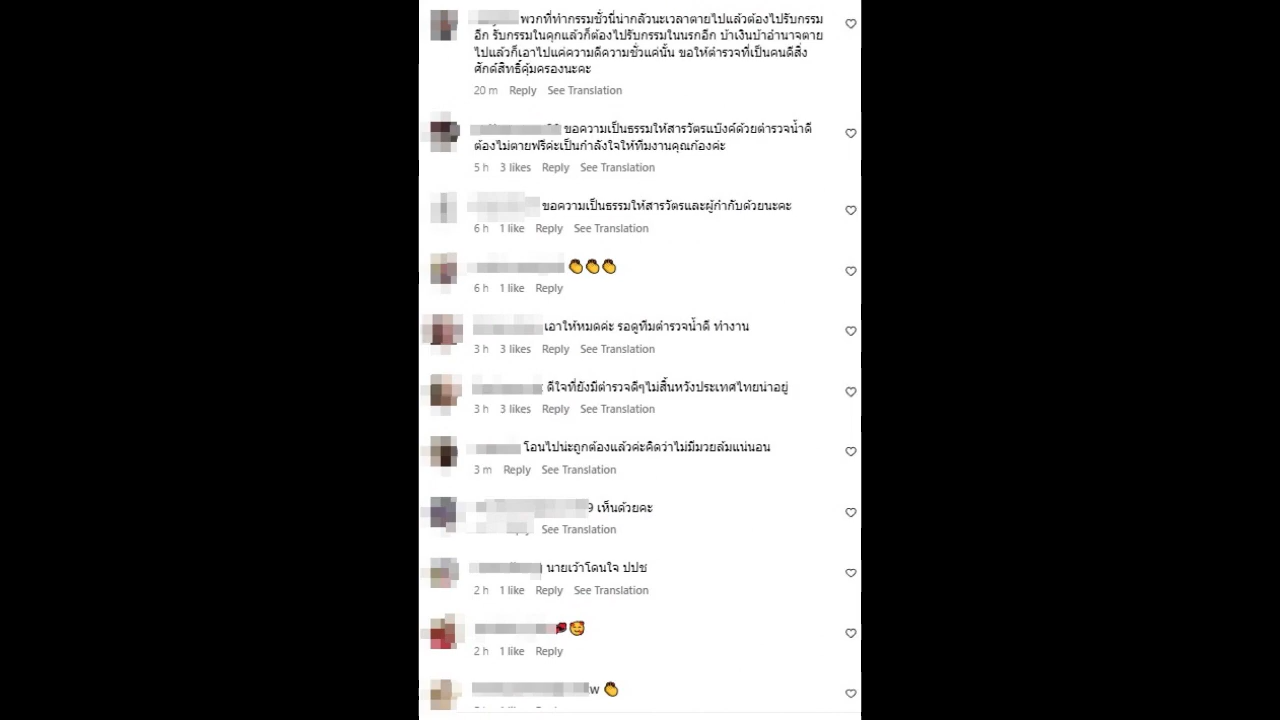 พวกที่ทำกรรมชั่วนี่น่ากลัวนะเวลาตายไปแล้วต้องไปรับกรรม
อีก รับกรรมในคุกแล้วก็ต้องไปรับกรรมในนรกอีก บ้าเงินบ้าอำนาจตาย
ไปแล้วก็เอาไปแค่ความดีความชั่วแค่นั้น ขอให้ตำรวจที่เป็นคนดีสิ่ง
ศักดิ์สิทธิ์คุ้มครองนะคะ
20 m Reply See Translation
ขอความเป็นธรรมให้สารวัตรแบ๊งค์ด้วยตำรวจน้ำดี
ต้องไม่ตายฟรีค่ะเป็นกำลังใจให้ทีมงานคุณก้องค่ะ
5 h 3 likes Reply See Translation
ขอความเป็นธรรมให้สารวัตรและผู้กำกับด้วยนะคะ
6 h 1 like Reply See Translation
👏👏👏
6 h 1 like Reply
เอาให้หมดค่ะ รอดูทีมตำรวจน้ำดี ทำงาน
3 h 3 likes Reply See Translation
ดีใจที่ยังมีตำรวจดีๆไม่สิ้นหวังประเทศไทยน่าอยู่
3 h 3 likes Reply See Translation
โอนไปน่ะถูกต้องแล้วค่ะคิดว่าไม่มีมวยล้มแน่นอน
3 m Reply See Translation
9 เห็นด้วยคะ
See Translation
นายเว้าโดนใจ ปปช
2 h 1 like Reply See Translation
🥰
2 h 1 like Reply
w 👏